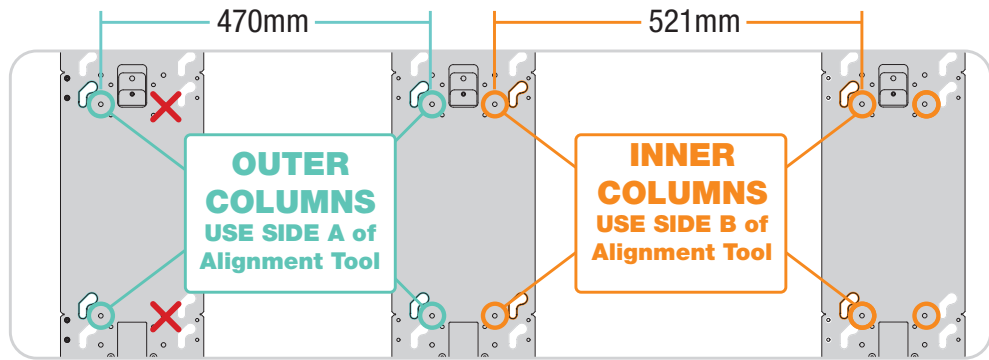 470mm
521mm
OUTER
COLUMNS
USE SIDE A of
Alignment Tool
INNER
COLUMNS
USE SIDE B of
Alignment Tool